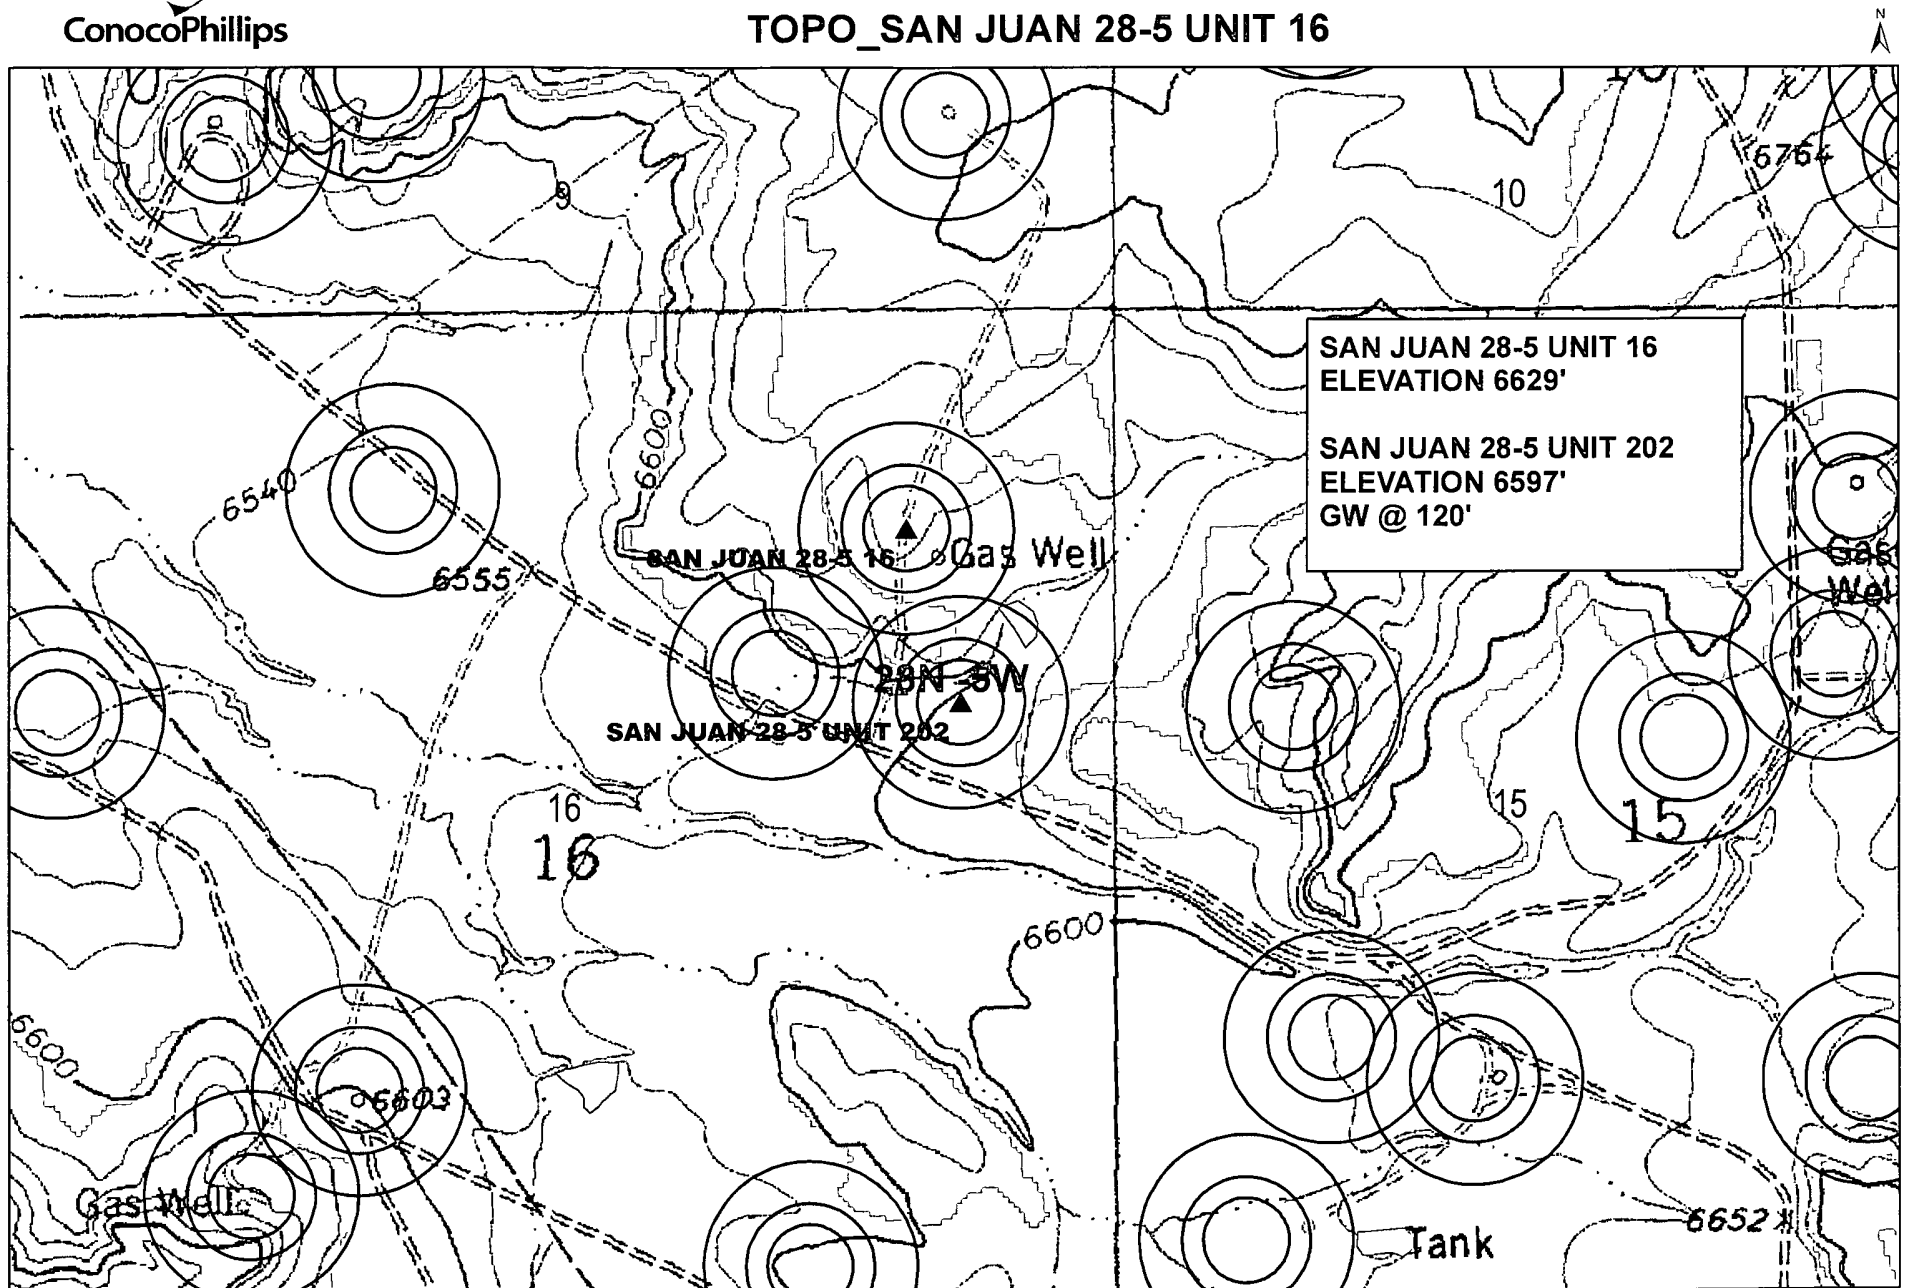 ConocoPhillips
TOPO_SAN JUAN 28-5 UNIT 16
N
6764
9
10
SAN JUAN 28-5 UNIT 16
ELEVATION 6629'
SAN JUAN 28-5 UNIT 202
ELEVATION 6597'
GW @ 120'
6600
6540
SAN JUAN 28-5 16
Gas Well
Gas
Well
6555
28N -5W
SAN JUAN 28-5 UNIT 202
16
16
15
15
6600
6600
6603
Gas Well
6652
Tank